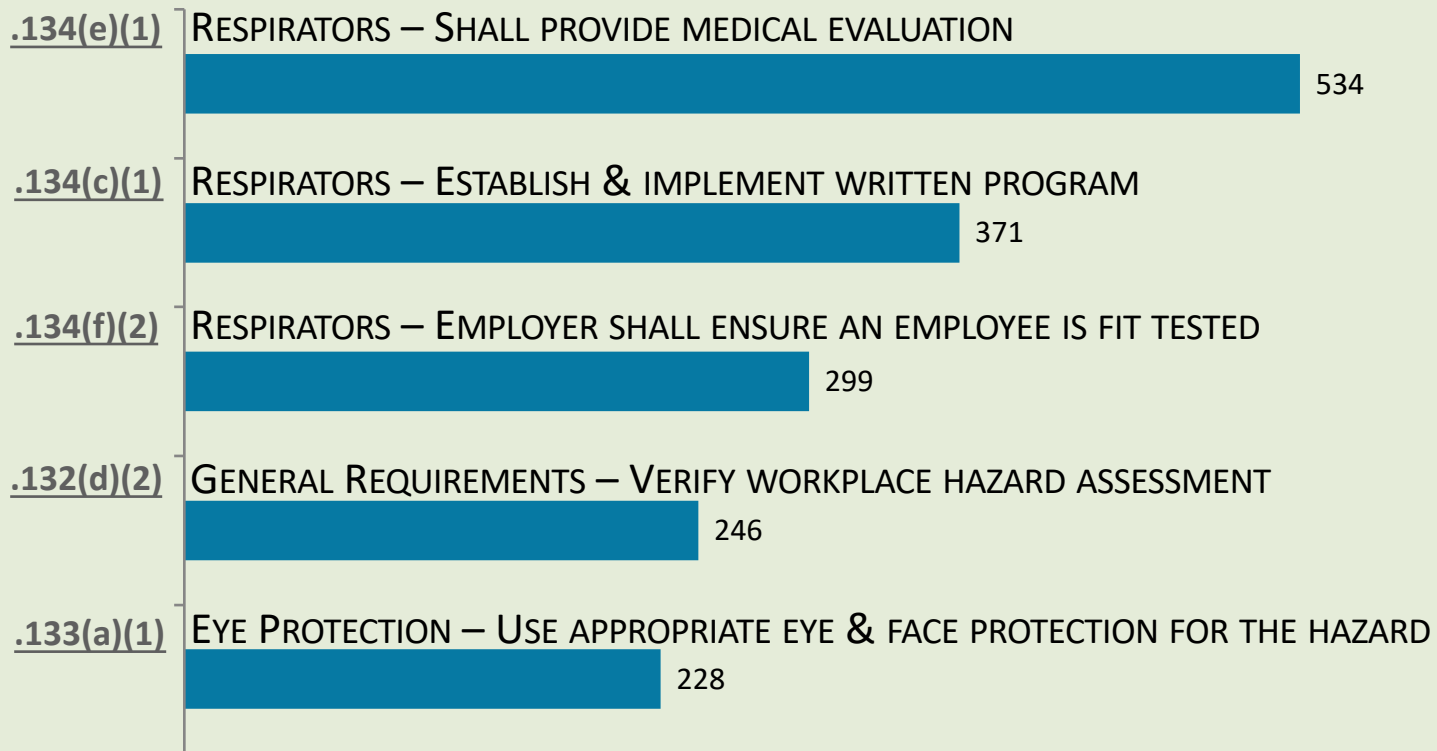 .134(e)(1) Respirators – Shall provide medical evaluation
534
.134(c)(1) Respirators – Establish & implement written program
371
.134(f)(2) Respirators – Employer shall ensure an employee is fit tested
299
.132(d)(2) General Requirements – Verify workplace hazard assessment
246
.133(a)(1) Eye Protection – Use appropriate eye & face protection for the hazard
228